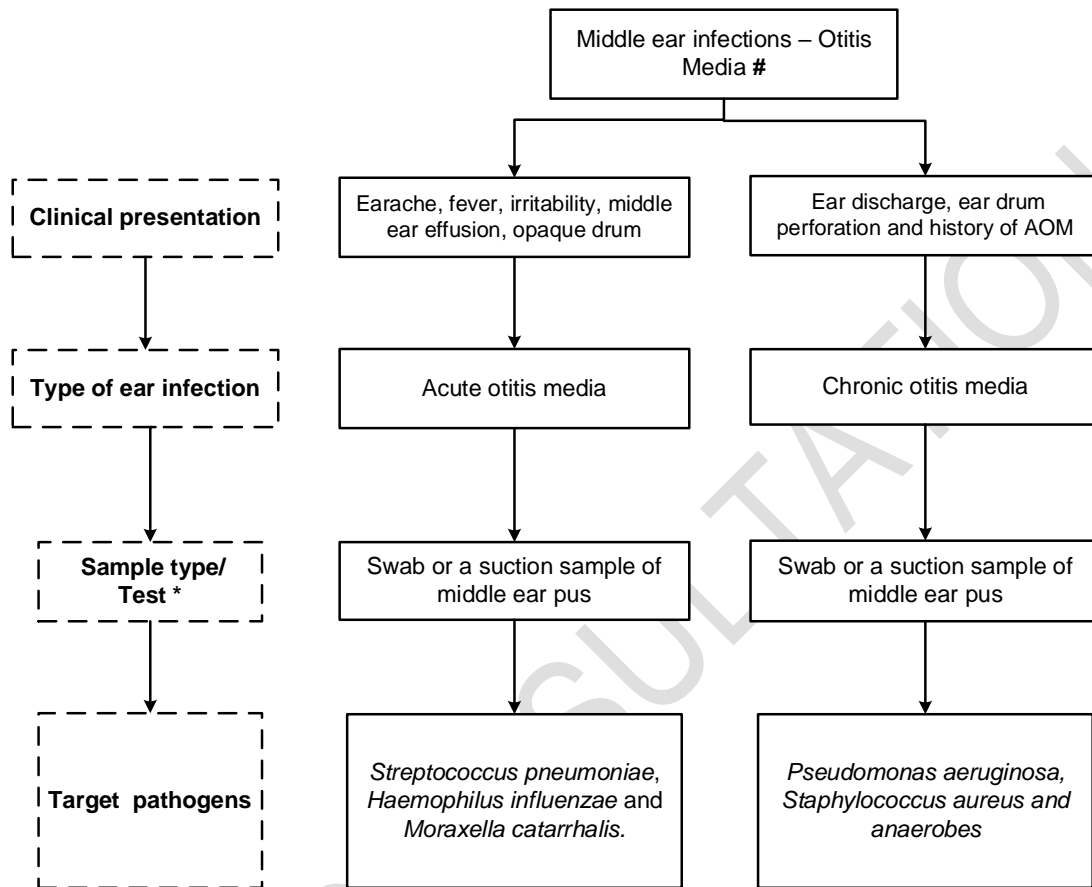 Middle ear infections – Otitis
Media #
Clinical presentation
Earache, fever, irritability, middle
ear effusion, opaque drum
Ear discharge, ear drum
perforation and history of AOM
Type of ear infection
Acute otitis media
Chronic otitis media
Sample type/
Test *
Swab or a suction sample of
middle ear pus
Swab or a suction sample of
middle ear pus
Target pathogens
Streptococcus pneumoniae,
Haemophilus influenzae and
Moraxella catarrhalis.
Pseudomonas aeruginosa,
Staphylococcus aureus and
anaerobes